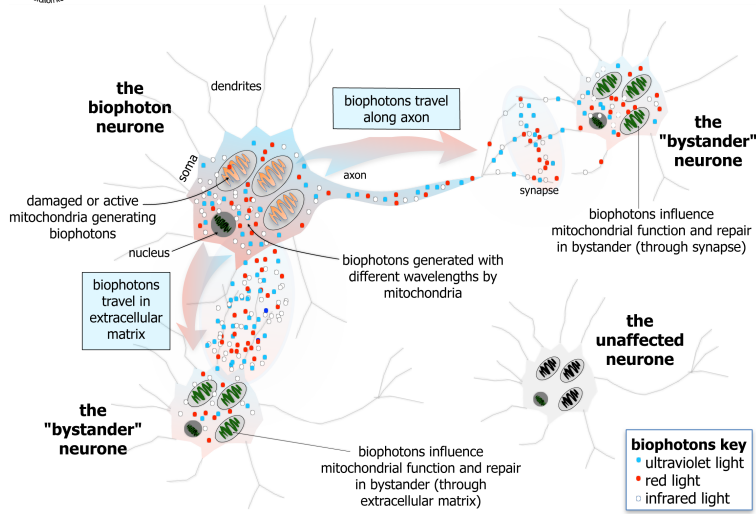 the
biophoton
neurone
dendrites
biophotons travel
along axon
the
"bystander"
neurone
soma
axon
synapse
damaged or active
mitochondria generating
biophotons
nucleus
biophotons generated with
different wavelengths by
mitochondria
biophotons influence
mitochondrial function and repair
in bystander (through synapse)
biophotons
travel in
extracellular
matrix
the
unaffected
neurone
the
"bystander"
neurone
biophotons influence
mitochondrial function and repair
in bystander (through
extracellular matrix)
biophotons key
ultraviolet light
red light
infrared light